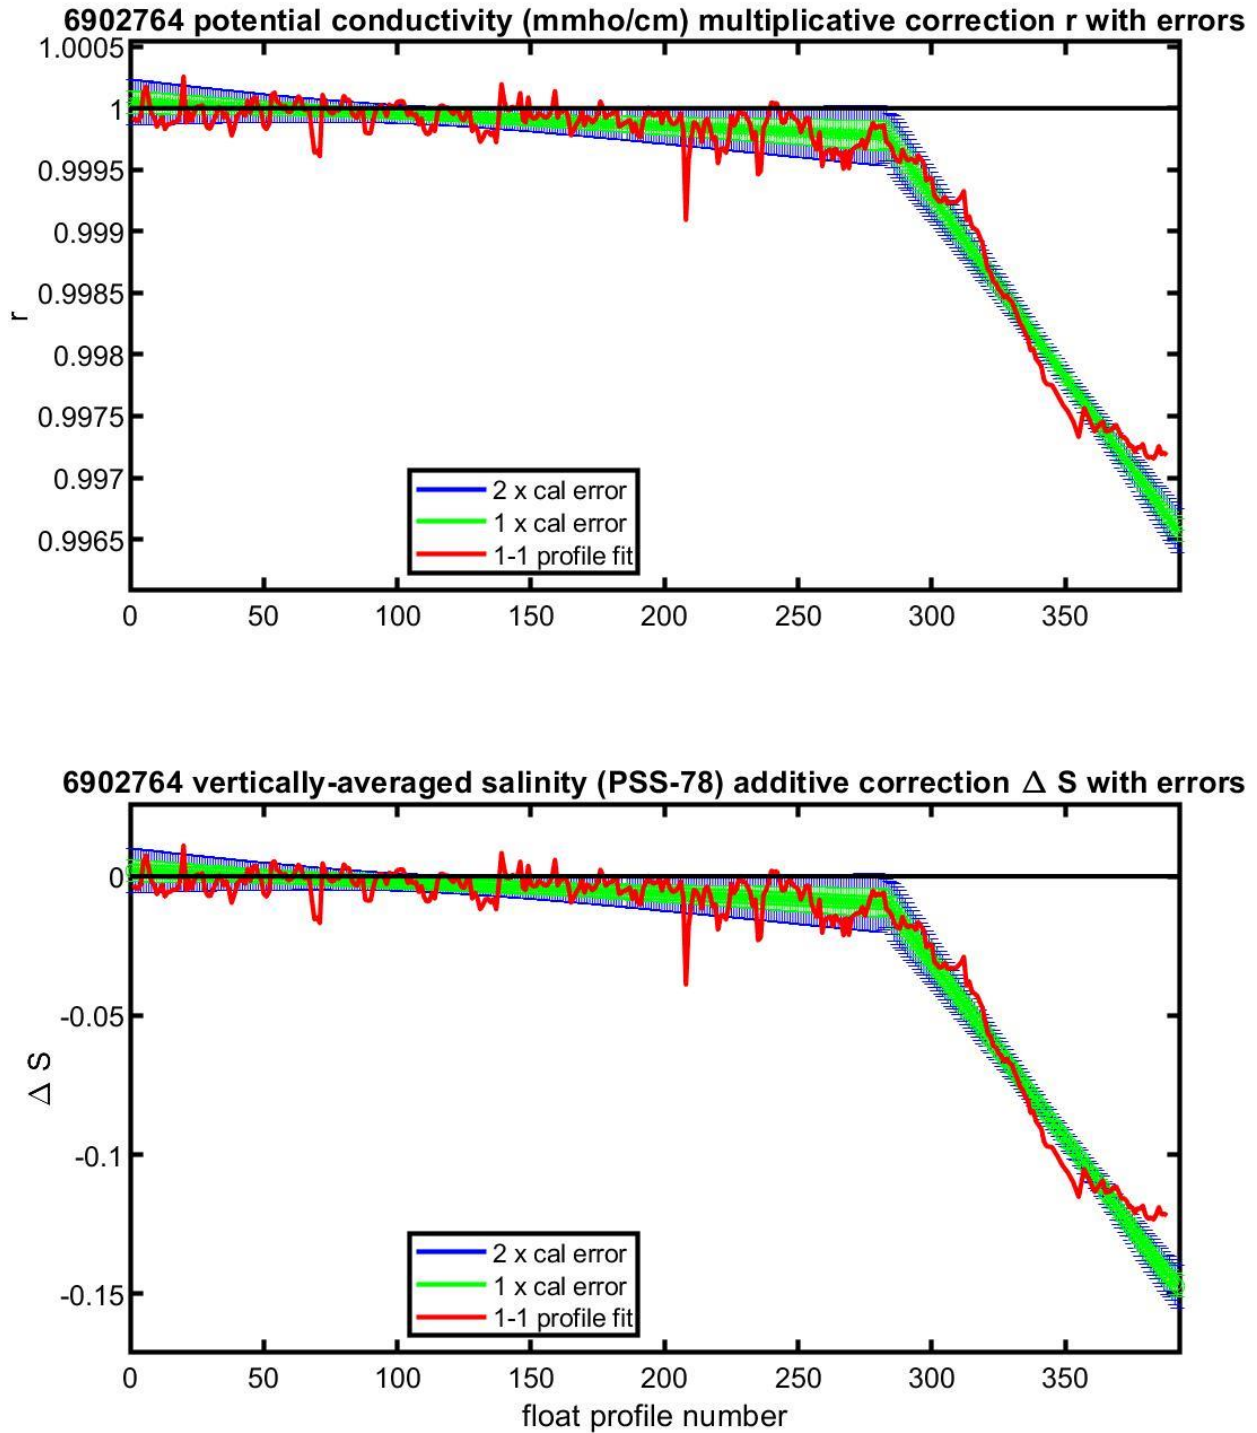 6902764 potential conductivity (mmho/cm) multiplicative correction r with errors
1.0005
1
0.9995
0.999
0.9985
0.998
0.9975
0.997
0.9965
r
2 x cal error
1 x cal error
1-1 profile fit
0 50 100 150 200 250 300 350
6902764 vertically-averaged salinity (PSS-78) additive correction Δ S with errors
0
-0.05
-0.1
-0.15
Δ S
2 x cal error
1 x cal error
1-1 profile fit
0 50 100 150 200 250 300 350
float profile number